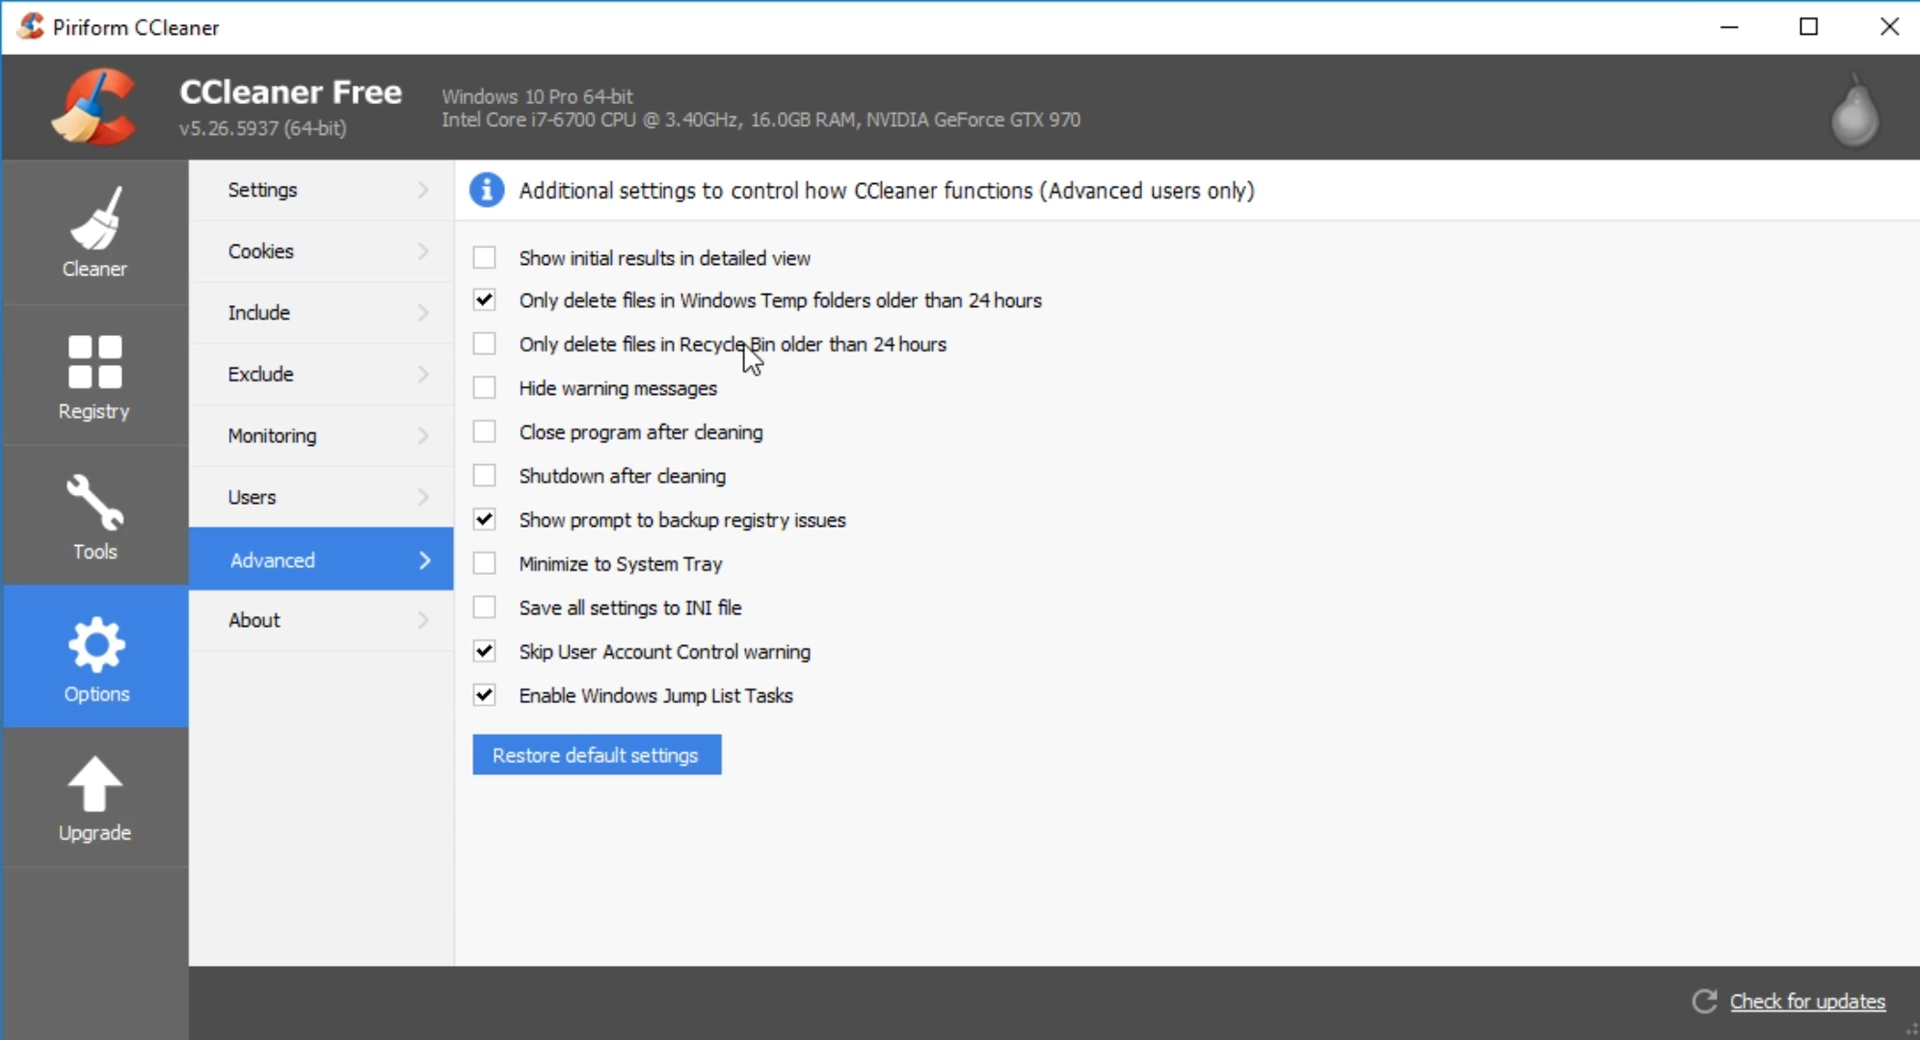 Piriform CCleaner
CCleaner Free
v5.26.5937 (64-bit)
Windows 10 Pro 64-bit
Intel Core i7-6700 CPU @ 3.40GHz, 16.0GB RAM, NVIDIA GeForce GTX 970
Cleaner
Registry
Tools
Options
Upgrade
Settings
Cookies
Include
Exclude
Monitoring
Users
Advanced
About
Additional settings to control how CCleaner functions (Advanced users only)
Show initial results in detailed view
Only delete files in Windows Temp folders older than 24 hours
Only delete files in Recycle Bin older than 24 hours
Hide warning messages
Close program after cleaning
Shutdown after cleaning
Show prompt to backup registry issues
Minimize to System Tray
Save all settings to INI file
Skip User Account Control warning
Enable Windows Jump List Tasks
Restore default settings
Check for updates